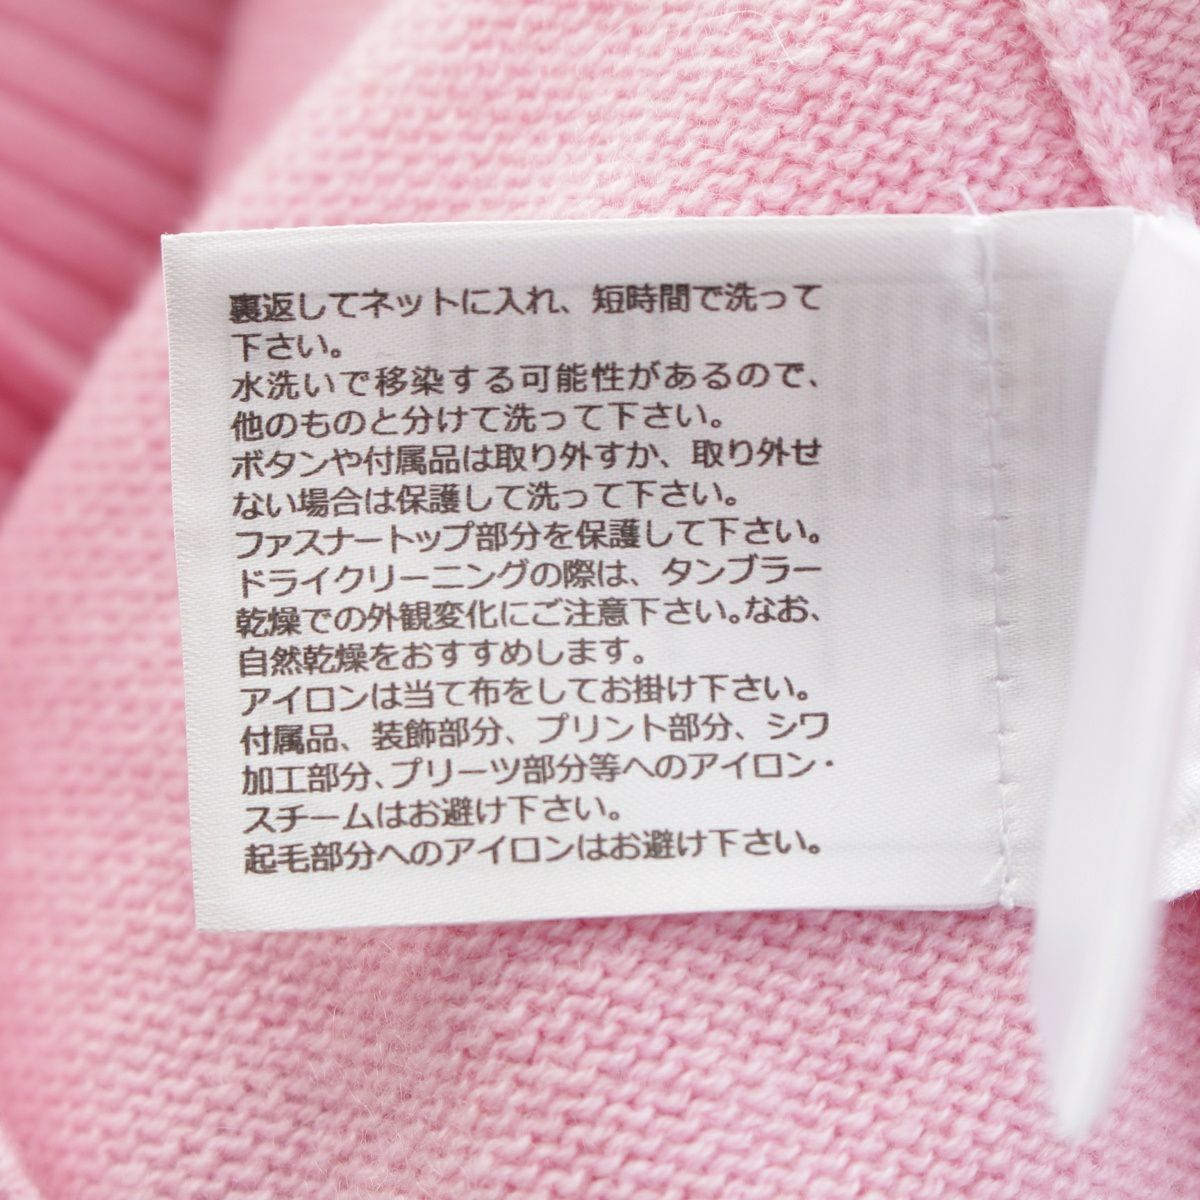 裏返してネットに入れ、短時間で洗って
下さい。
水洗いで移染する可能性があるので、
他のものと分けて洗って下さい。
ボタンや付属品は取り外すか、取り外せ
ない場合は保護して洗って下さい。
ファスナートップ部分を保護して下さい。
ドライクリーニングの際は、タンブラー
乾燥での外観変化にご注意下さい。なお、
自然乾燥をおすすめします。
アイロンは当て布をしてお掛け下さい。
付属品、装飾部分、プリント部分、シワ
加工部分、プリーツ部分等へのアイロン・
スチームはお避け下さい。
起毛部分へのアイロンはお避け下さい。